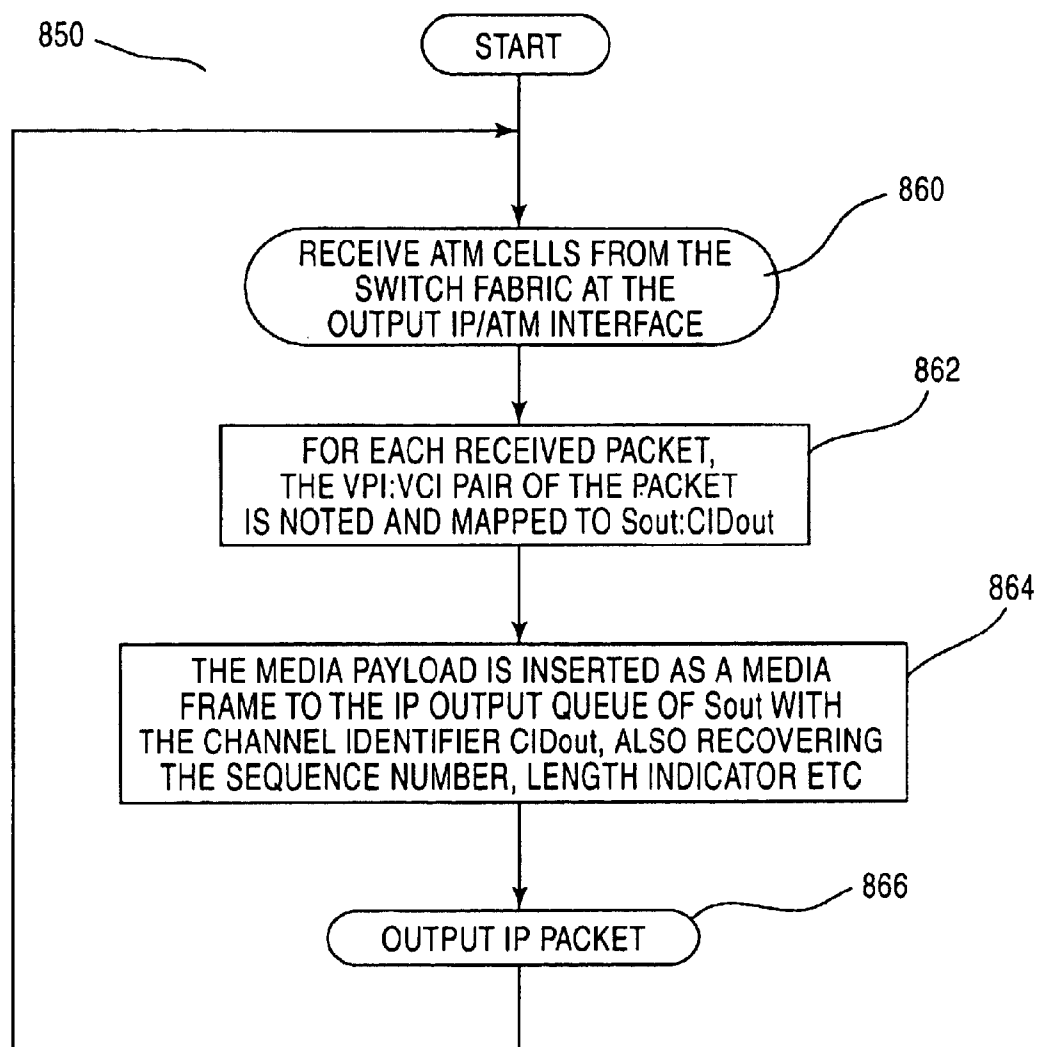 850
START
860
RECEIVE ATM CELLS FROM THE
SWITCH FABRIC AT THE
OUTPUT IP/ATM INTERFACE
862
FOR EACH RECEIVED PACKET,
THE VPI:VCI PAIR OF THE PACKET
IS NOTED AND MAPPED TO Sout:CIDout
864
THE MEDIA PAYLOAD IS INSERTED AS A MEDIA
FRAME TO THE IP OUTPUT QUEUE OF Sout WITH
THE CHANNEL IDENTIFIER CIDout, ALSO RECOVERING
THE SEQUENCE NUMBER, LENGTH INDICATOR ETC
866
OUTPUT IP PACKET